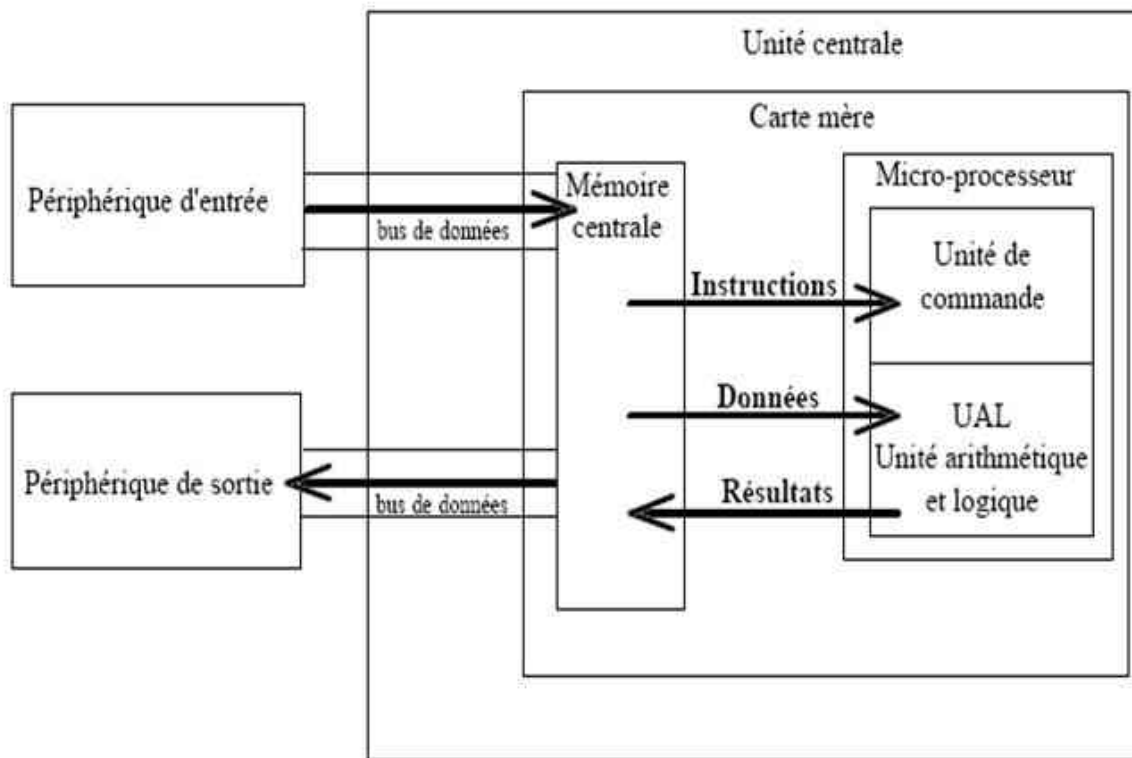 Unité centrale
Carte mère
Périphérique d'entrée
bus de données
Mémoire
centrale
Micro-processeur
Unité de
commande
Instructions
Données
UAL
Unité arithmétique
et logique
Résultats
Périphérique de sortie
bus de données